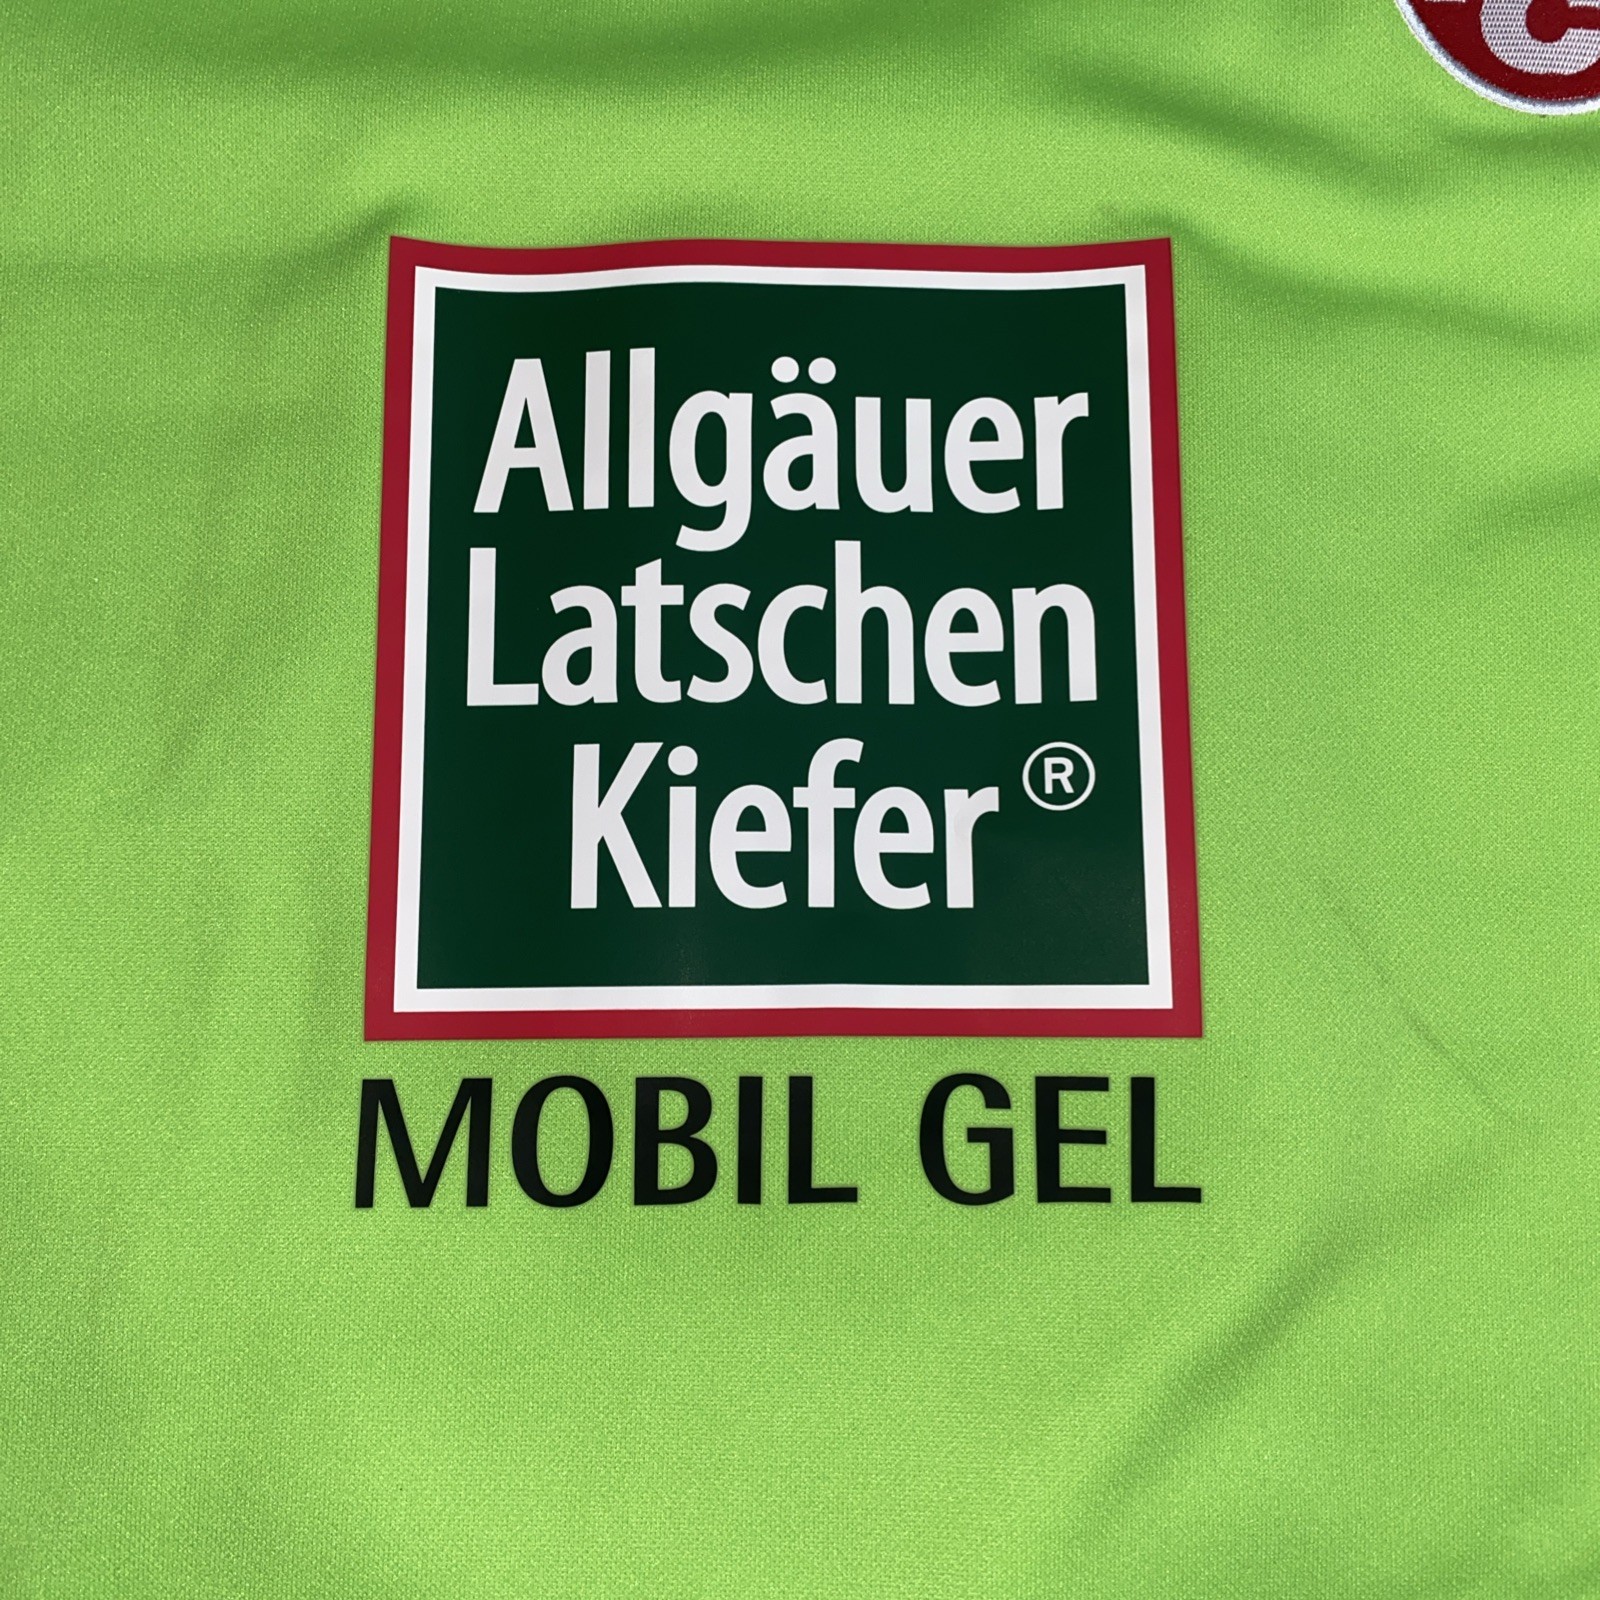 Allgäuer
Latschen
Kiefer®
MOBIL GEL